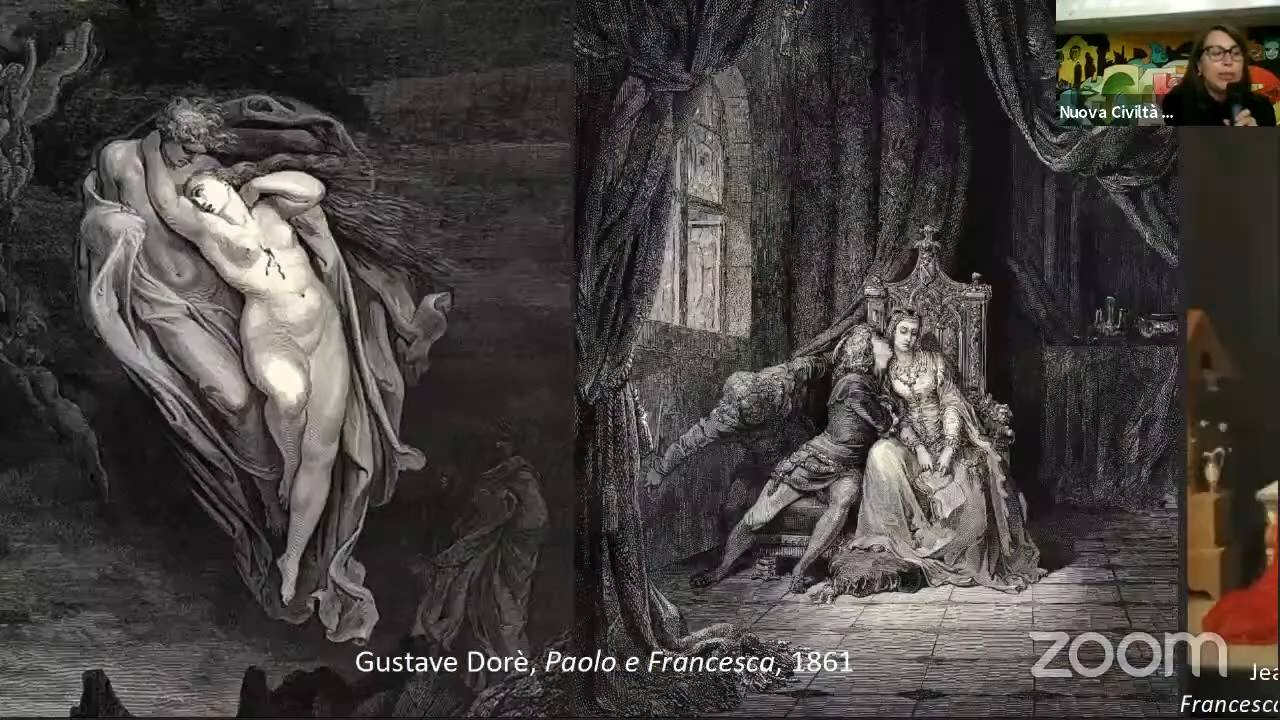 Nuova Civiltà ...
Gustave Dorè, Paolo e Francesca, 1861
zoom
Jea
Francesca